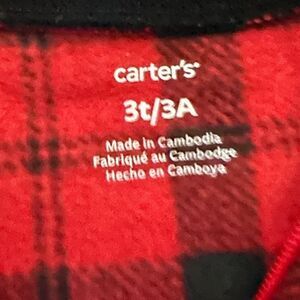 carter's
3t/3A
Made in Cambodia
Fabriqué au Cambodge
Hecho en Camboya